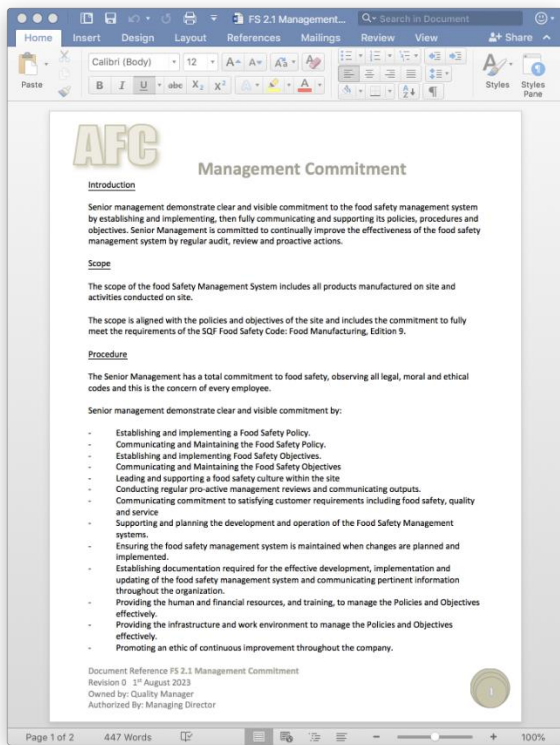 FS 2.1 Management...
Search in Document
Home Insert Design Layout References Mailings Review View Share
Paste
Calibri (Body) 12
B I U abc X₂ X²
Styles
Styles Pane
AFC
Management Commitment
Introduction
Senior management demonstrate clear and visible commitment to the food safety management system
by establishing and implementing, then fully communicating and supporting its policies, procedures and
objectives. Senior Management is committed to continually improve the effectiveness of the food safety
management system by regular audit, review and proactive actions.
Scope
The scope of the food Safety Management System includes all products manufactured on site and
activities conducted on site.
The scope is aligned with the policies and objectives of the site and includes the commitment to fully
meet the requirements of the SQF Food Safety Code: Food Manufacturing, Edition 9.
Procedure
The Senior Management has a total commitment to food safety, observing all legal, moral and ethical
codes and this is the concern of every employee.
Senior management demonstrate clear and visible commitment by:
- Establishing and implementing a Food Safety Policy.
- Communicating and Maintaining the Food Safety Policy.
- Establishing and implementing Food Safety Objectives.
- Communicating and Maintaining the Food Safety Objectives
- Leading and supporting a food safety culture within the site
- Conducting regular pro-active management reviews and communicating outputs.
- Communicating commitment to satisfying customer requirements including food safety, quality
and service
- Supporting and planning the development and operation of the Food Safety Management
systems.
- Ensuring the food safety management system is maintained when changes are planned and
implemented.
- Establishing documentation required for the effective development, implementation and
updating of the food safety management system and communicating pertinent information
throughout the organization.
- Providing the human and financial resources, and training, to manage the Policies and Objectives
effectively.
- Providing the infrastructure and work environment to manage the Policies and Objectives
effectively.
- Promoting an ethic of continuous improvement throughout the company.
Document Reference FS 2.1 Management Commitment
Revision 0 1st August 2023
Owned by: Quality Manager
Authorized By: Managing Director
1
Page 1 of 2 447 Words 100%